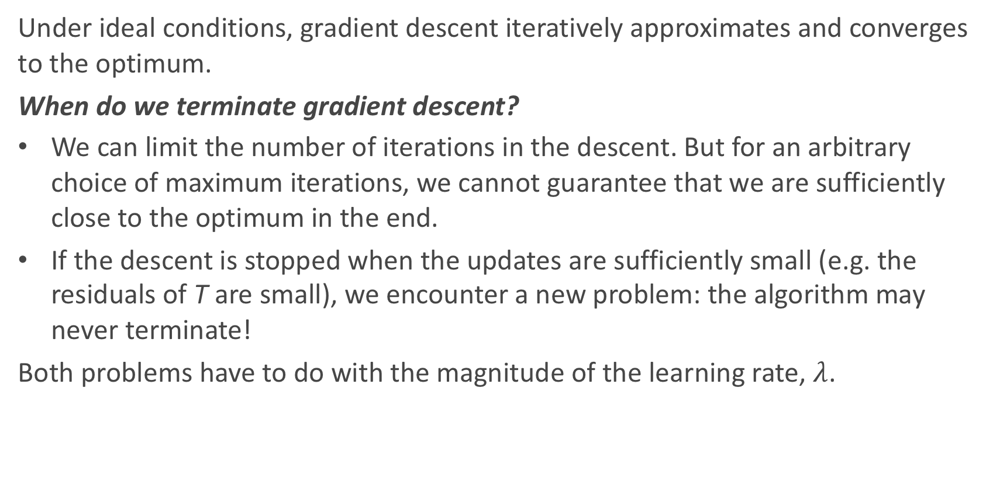 Under ideal conditions, gradient descent iteratively approximates and converges
to the optimum.
When do we terminate gradient descent?
• We can limit the number of iterations in the descent. But for an arbitrary
choice of maximum iterations, we cannot guarantee that we are sufficiently
close to the optimum in the end.
• If the descent is stopped when the updates are sufficiently small (e.g. the
residuals of T are small), we encounter a new problem: the algorithm may
never terminate!
Both problems have to do with the magnitude of the learning rate, λ.